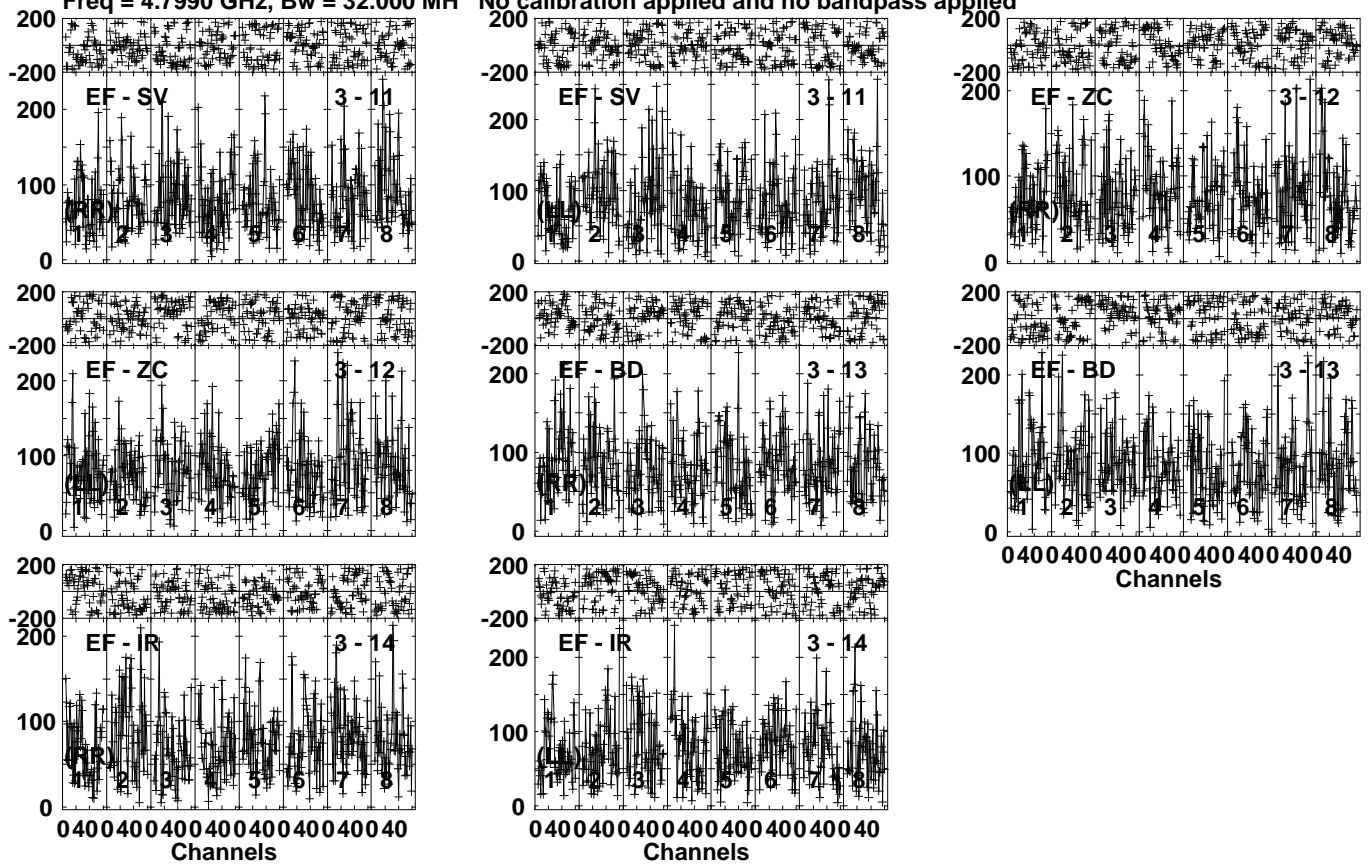 Freq = 4.7990 GHz, Bw = 32.000 MH No calibration applied and no bandpass applied
200
-200
200
100
0
EF - SV 3 - 11
(RR)
1 2 3 4 5 6 7 8
200
-200
200
100
0
EF - SV 3 - 11
(LL)
1 2 3 4 5 6 7 8
200
-200
200
100
0
EF - ZC 3 - 12
(RR)
1 2 3 4 5 6 7 8
200
-200
200
100
0
EF - ZC 3 - 12
(LL)
1 2 3 4 5 6 7 8
200
-200
200
100
0
EF - BD 3 - 13
(RR)
1 2 3 4 5 6 7 8
200
-200
200
100
0
EF - BD 3 - 13
(LL)
1 2 3 4 5 6 7 8
0 40 0 40 0 40 0 40 0 40 0 40 0 40 0 40
Channels
200
-200
200
100
0
EF - IR 3 - 14
(RR)
1 2 3 4 5 6 7 8
0 40 0 40 0 40 0 40 0 40 0 40 0 40 0 40
Channels
200
-200
200
100
0
EF - IR 3 - 14
(LL)
1 2 3 4 5 6 7 8
0 40 0 40 0 40 0 40 0 40 0 40 0 40 0 40
Channels